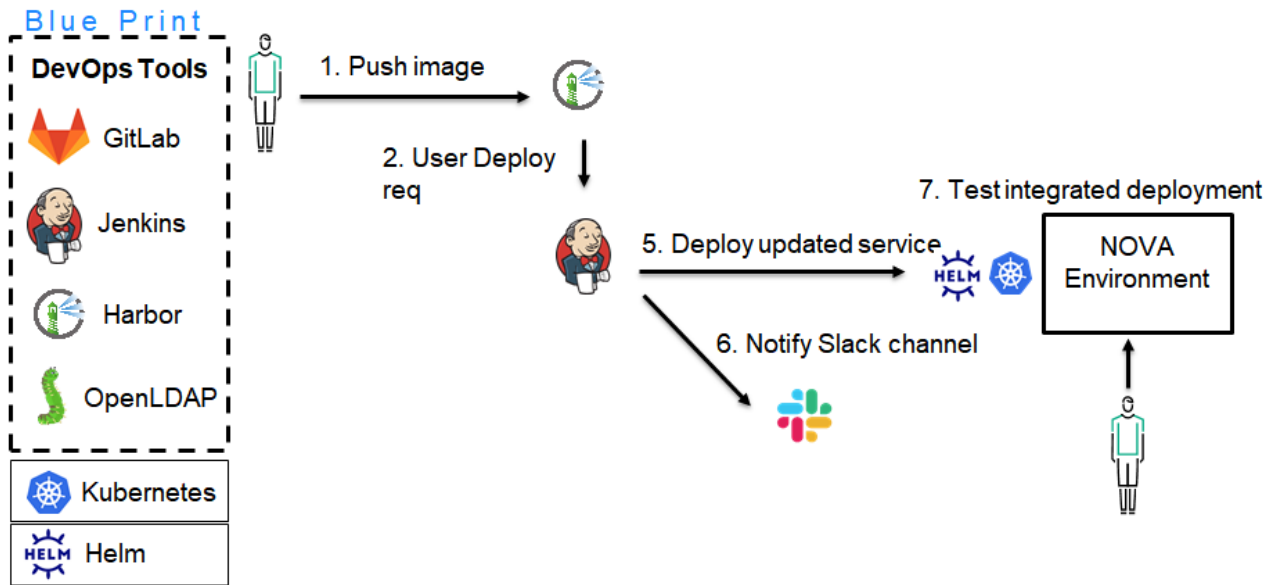 Blue Print
DevOps Tools
GitLab
Jenkins
Harbor
OpenLDAP
Kubernetes
HELM
Helm
1. Push image
2. User Deploy
req
5. Deploy updated service
6. Notify Slack channel
HELM
7. Test integrated deployment
NOVA
Environment